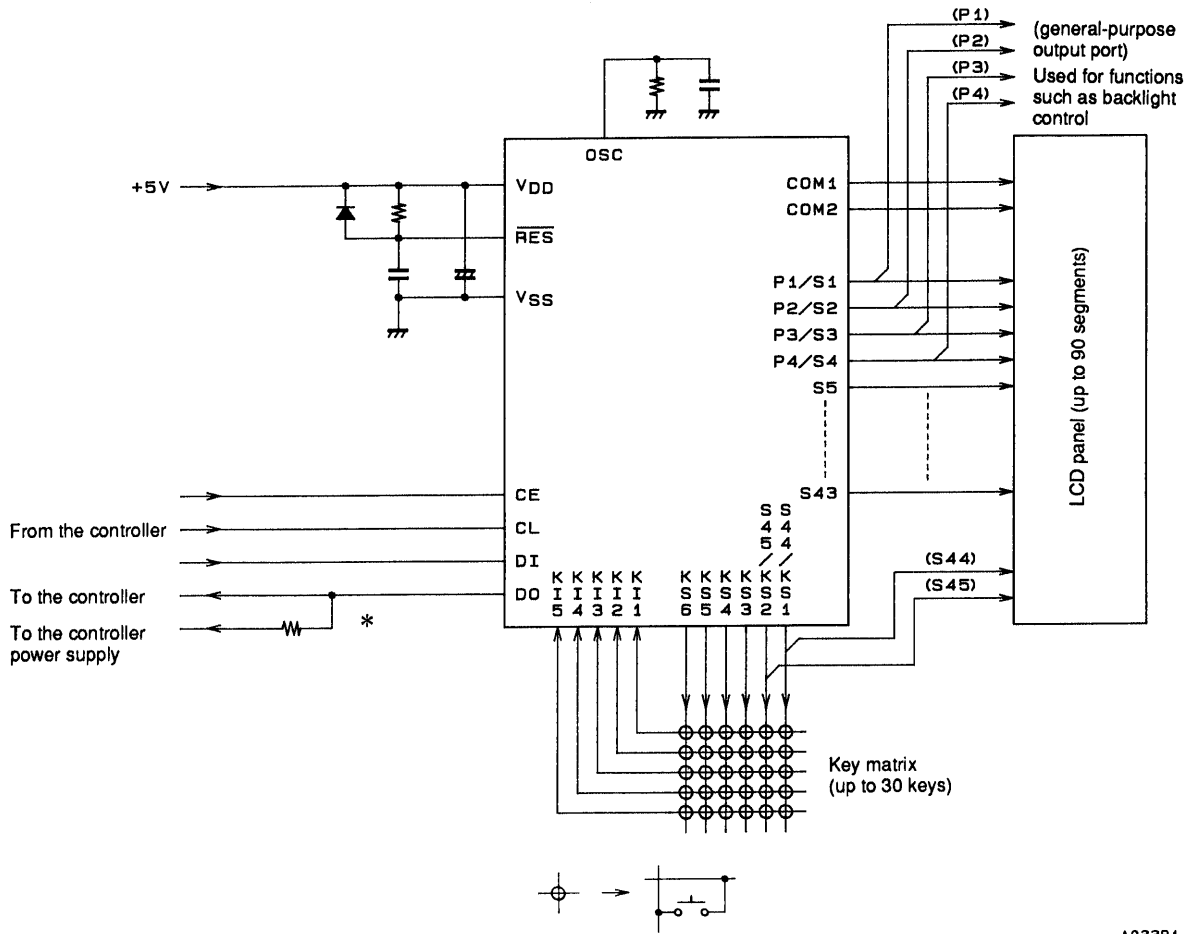 (P1)
(P2)
(P3)
(P4)
(general-purpose
output port)
Used for functions
such as backlight
control
OSC
+5V
VDD
RES
VSS
COM1
COM2
P1/S1
P2/S2
P3/S3
P4/S4
S5
S43
LCD panel (up to 90 segments)
CE
CL
DI
DO
From the controller
To the controller
To the controller
power supply
*
KI5
KI4
KI3
KI2
KI1
KS6
KS5
KS4
KS3
S45/KS2
S44/KS1
(S44)
(S45)
Key matrix
(up to 30 keys)